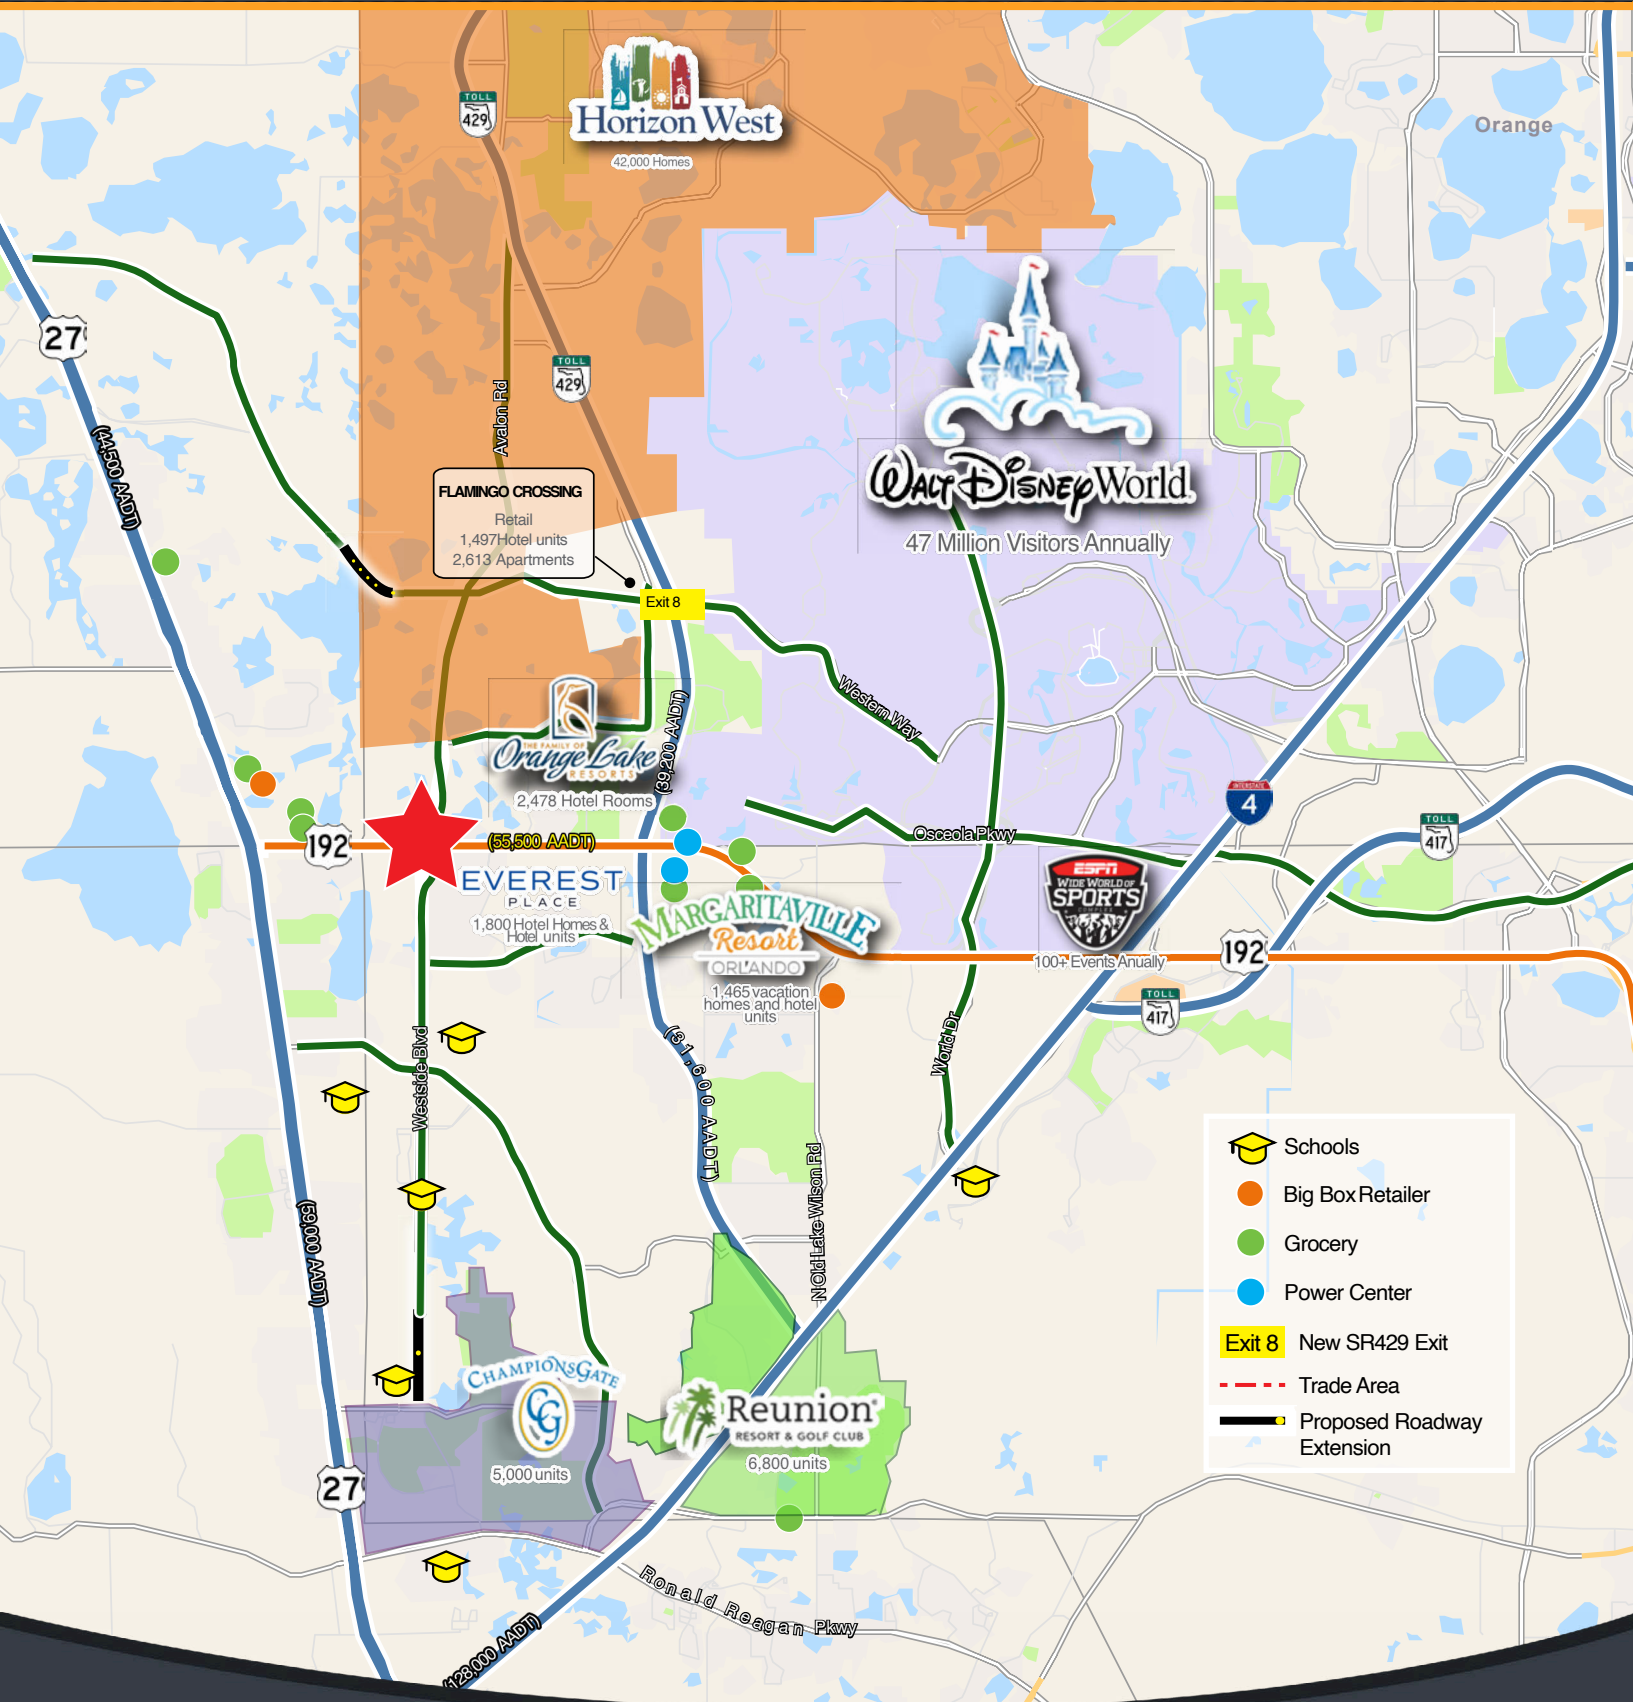 Horizon West
42,000 Homes
TOLL
429
Orange
27
TOLL
429
Avalon Rd
(44,500 AADT)
Walt Disney World.
47 Million Visitors Annually
FLAMINGO CROSSING
Retail
1,497Hotel units
2,613 Apartments
Exit 8
Western Way
THE FAMILY OF
Orange Lake
RESORTS
2,478 Hotel Rooms
(39,200 AADT)
INTERSTATE
4
TOLL
417
192
(55,500 AADT)
Osceola Pkwy
EVEREST
PLACE
1,800 Hotel Homes &
Hotel units
MARGARITAVILLE
Resort
ORLANDO
1,465 vacation
homes and hotel
units
ESPN
WIDE WORLD OF
SPORTS
COMPLEX
100+ Events Anually
192
TOLL
417
World Dr
Westside Blvd
(31,600 AADT)
N Old Lake Wilson Rd
(59,000 AADT)
Schools
Big Box Retailer
Grocery
Power Center
Exit 8 New SR429 Exit
Trade Area
Proposed Roadway
Extension
CHAMPIONSGATE
CG
5,000 units
Reunion
RESORT & GOLF CLUB
6,800 units
27
Ronald Reagan Pkwy
(128,000 AADT)